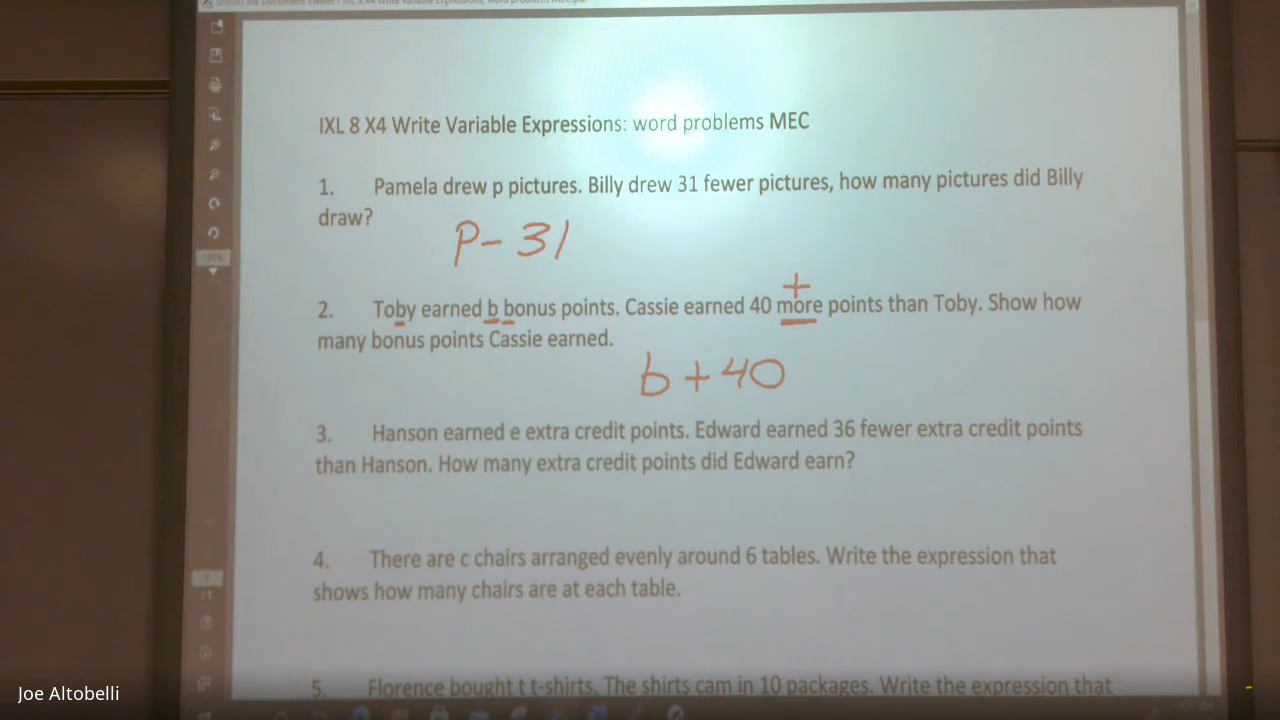 IXL 8 X4 Write Variable Expressions: word problems MEC
1. Pamela drew p pictures. Billy drew 31 fewer pictures, how many pictures did Billy
draw?
P- 31
+
2. Toby earned b bonus points. Cassie earned 40 more points than Toby. Show how
many bonus points Cassie earned.
b + 40
3. Hanson earned e extra credit points. Edward earned 36 fewer extra credit points
than Hanson. How many extra credit points did Edward earn?
4. There are c chairs arranged evenly around 6 tables. Write the expression that
shows how many chairs are at each table.
5. Florence bought t t-shirts. The shirts cam in 10 packages. Write the expression that
Joe Altobelli